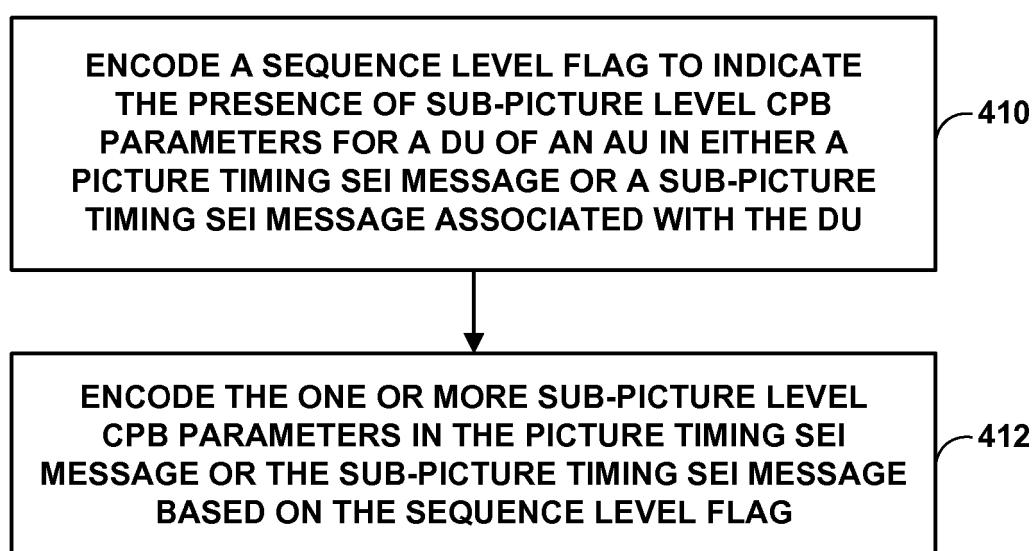 ENCODE A SEQUENCE LEVEL FLAG TO INDICATE
THE PRESENCE OF SUB-PICTURE LEVEL CPB
PARAMETERS FOR A DU OF AN AU IN EITHER A
PICTURE TIMING SEI MESSAGE OR A SUB-PICTURE
TIMING SEI MESSAGE ASSOCIATED WITH THE DU
410
ENCODE THE ONE OR MORE SUB-PICTURE LEVEL
CPB PARAMETERS IN THE PICTURE TIMING SEI
MESSAGE OR THE SUB-PICTURE TIMING SEI MESSAGE
BASED ON THE SEQUENCE LEVEL FLAG
412